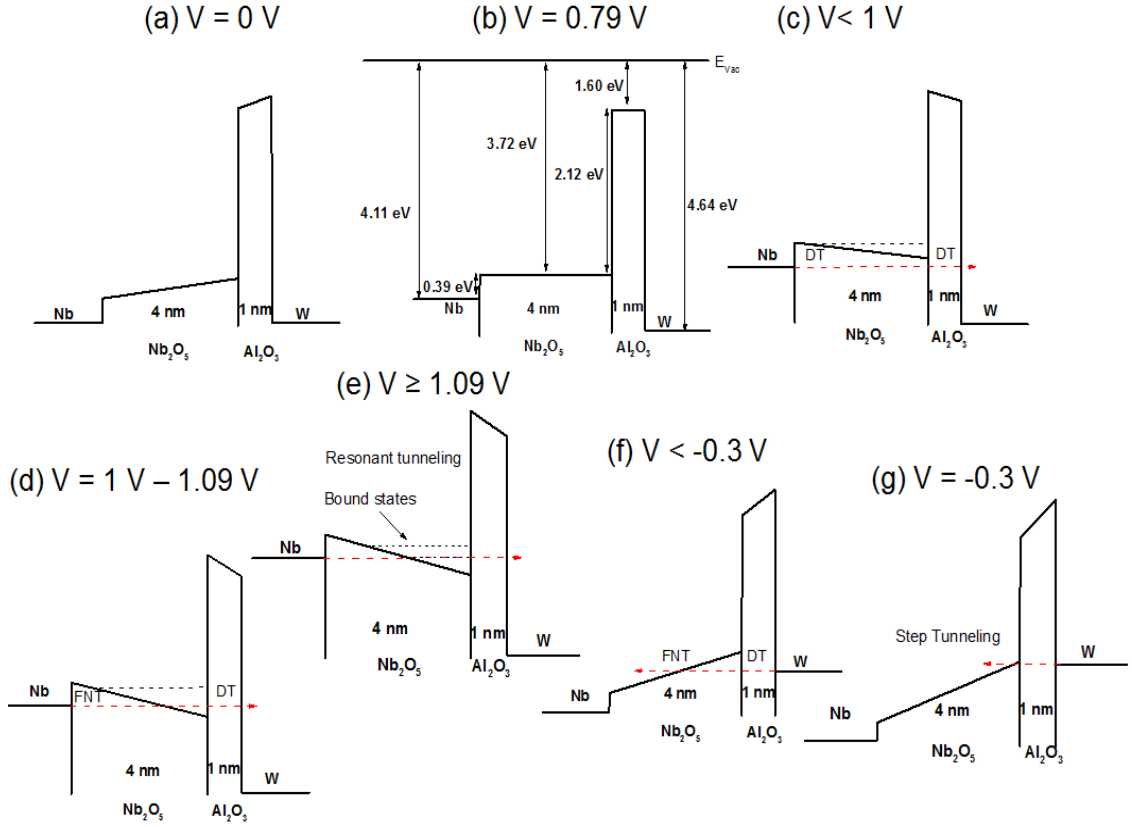 (a) V = 0 V
Nb
4 nm
1 nm
W
Nb₂O₅
Al₂O₃
(b) V = 0.79 V
E_Vac
1.60 eV
3.72 eV
2.12 eV
4.11 eV
4.64 eV
0.39 eV
Nb
4 nm
1 nm
W
Nb₂O₅
Al₂O₃
(c) V< 1 V
Nb
DT
DT
4 nm
1 nm
W
Nb₂O₅
Al₂O₃
(d) V = 1 V – 1.09 V
Nb
FNT
DT
4 nm
1 nm
W
Nb₂O₅
Al₂O₃
(e) V ≥ 1.09 V
Resonant tunneling
Bound states
Nb
4 nm
1 nm
W
Nb₂O₅
Al₂O₃
(f) V < -0.3 V
FNT
DT
W
Nb
4 nm
1 nm
Nb₂O₅
Al₂O₃
(g) V = -0.3 V
Step Tunneling
W
Nb
4 nm
1 nm
Nb₂O₅
Al₂O₃